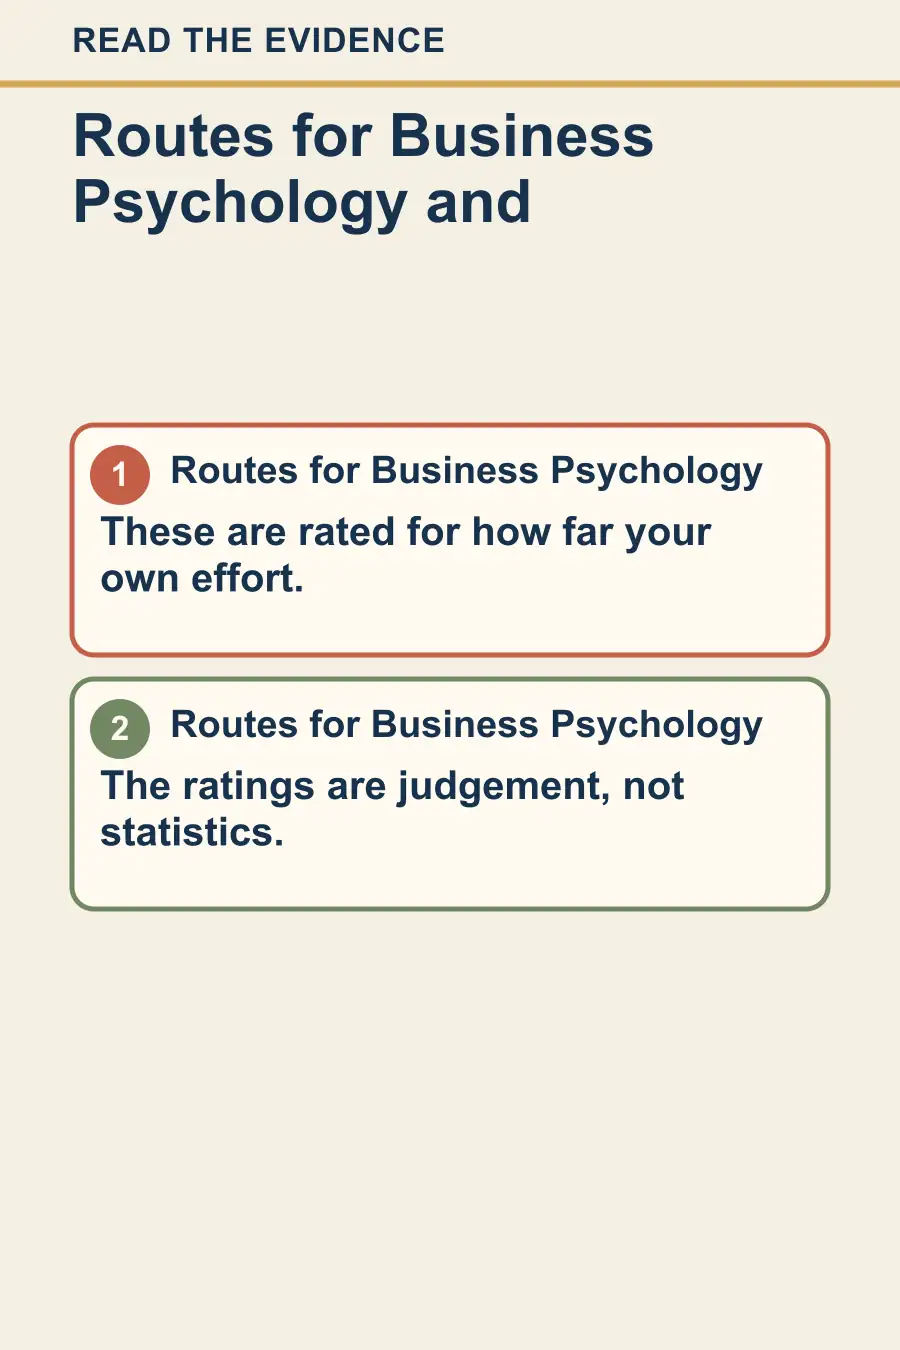 READ THE EVIDENCE
Routes for Business
Psychology and
1 Routes for Business Psychology
These are rated for how far your
own effort.
2 Routes for Business Psychology
The ratings are judgement, not
statistics.